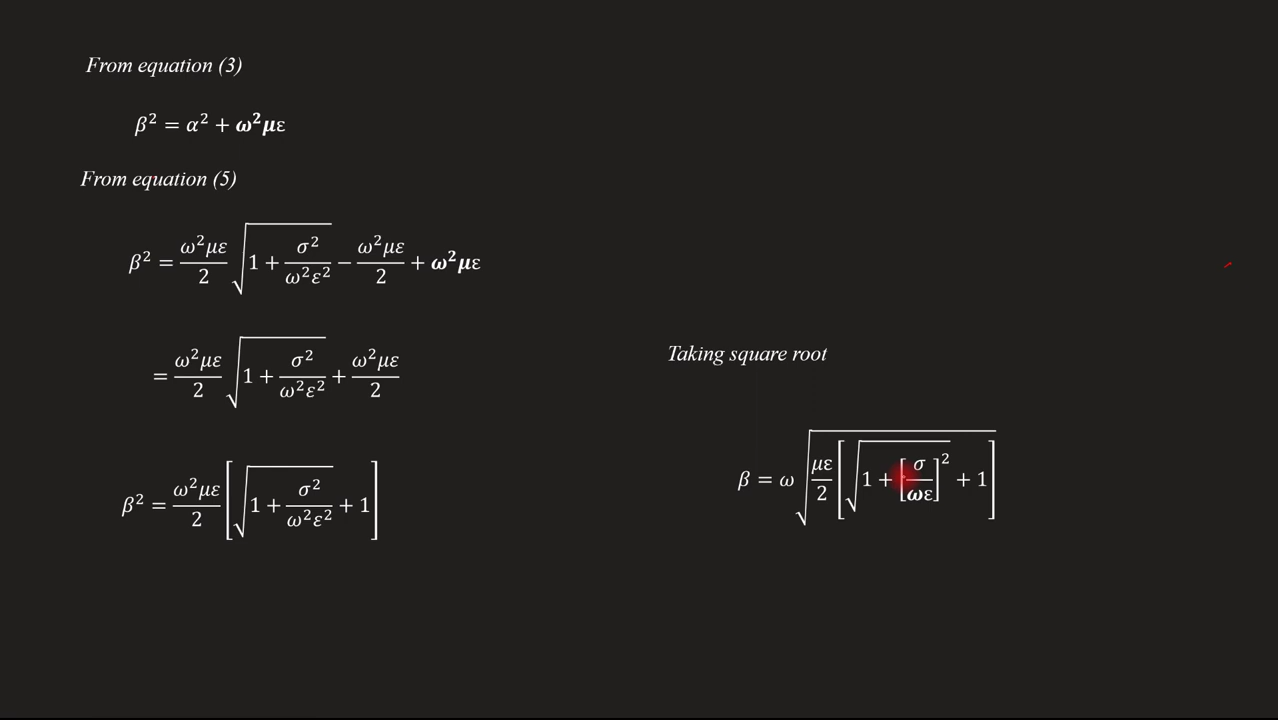 From equation (3)
β² = α² + ω²με
From equation (5)
β² = ω²με/2 √(1 + σ²/ω²ε²) − ω²με/2 + ω²με
= ω²με/2 √(1 + σ²/ω²ε²) + ω²με/2
β² = ω²με/2 [√(1 + σ²/ω²ε²) + 1]
Taking square root
β = ω √(με/2 [√(1 + [σ/ωε]²) + 1])